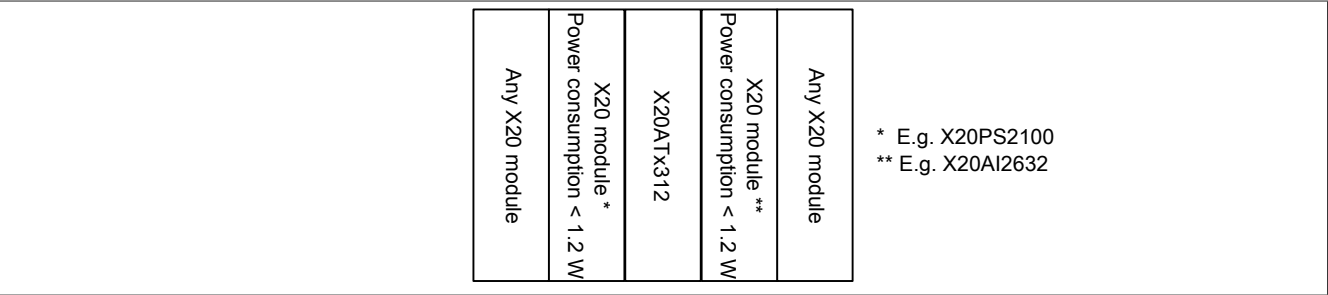 Any X20 module
X20 module *
Power consumption < 1.2 W
X20ATx312
X20 module **
Power consumption < 1.2 W
Any X20 module
* E.g. X20PS2100
** E.g. X20AI2632